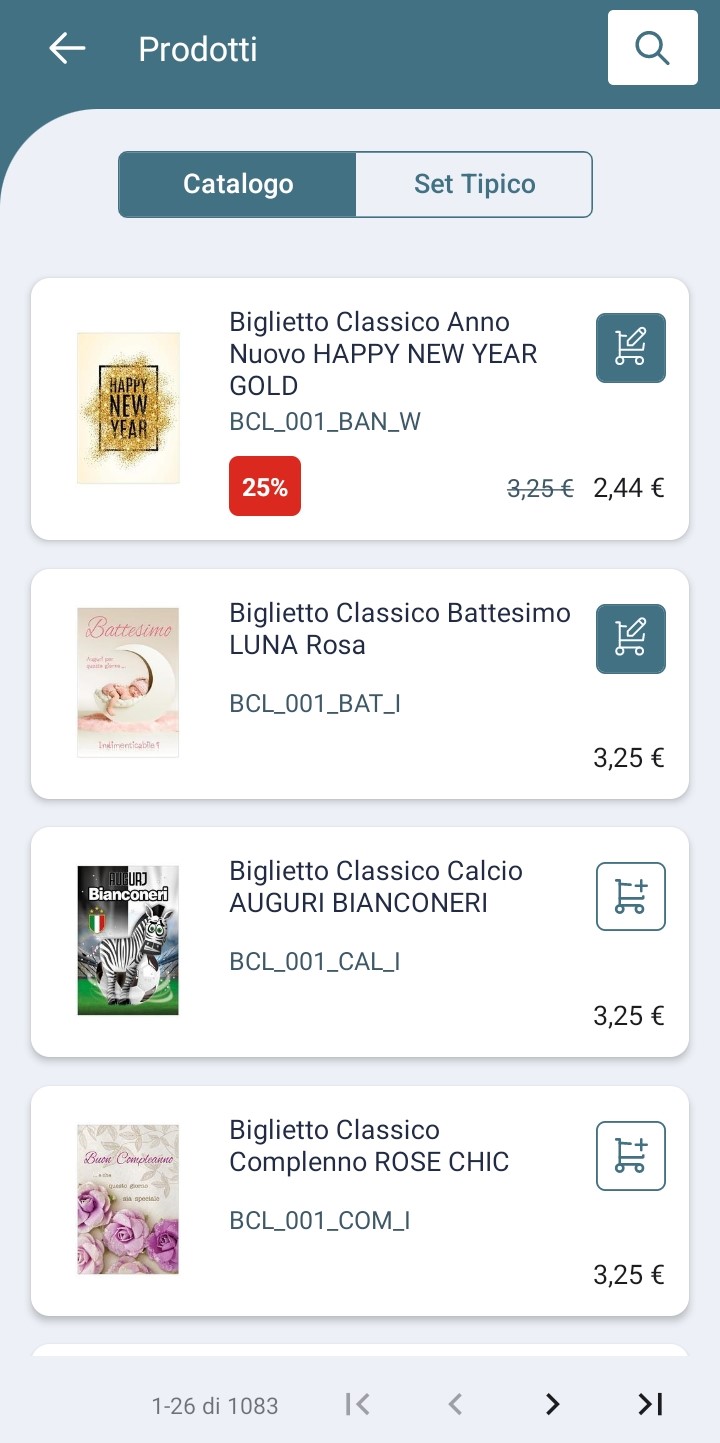 Prodotti
Catalogo
Set Tipico
HAPPY
NEW
YEAR
Biglietto Classico Anno
Nuovo HAPPY NEW YEAR
GOLD
BCL_001_BAN_W
25%
3,25 €
2,44 €
Battesimo
Auguri per
questo giorno...
Indimenticabile!
Biglietto Classico Battesimo
LUNA Rosa
BCL_001_BAT_I
3,25 €
AUGURI
Bianconeri
Biglietto Classico Calcio
AUGURI BIANCONERI
BCL_001_CAL_I
3,25 €
Buon Compleanno
...e che
questo giorno
sia speciale
Biglietto Classico
Complenno ROSE CHIC
BCL_001_COM_I
3,25 €
1-26 di 1083